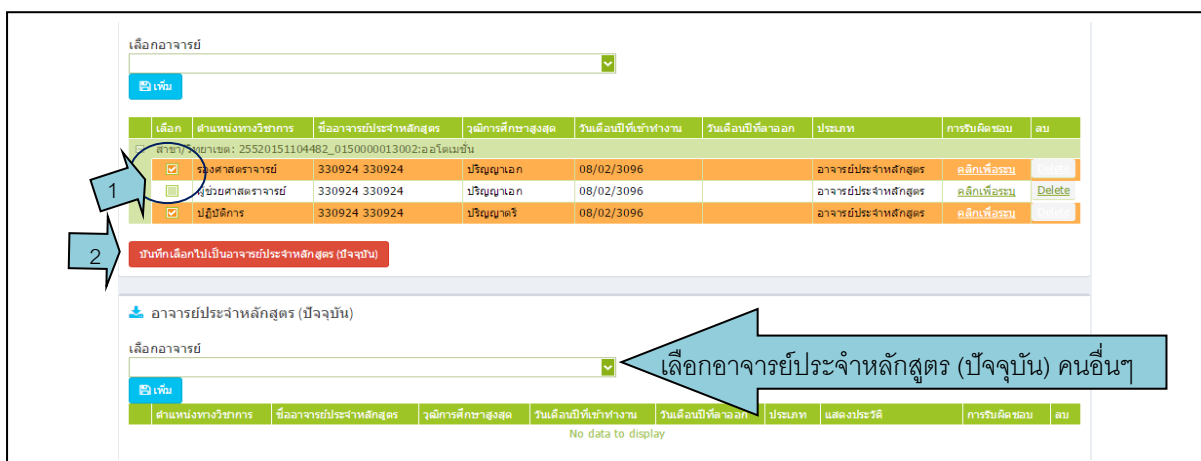 เลือกอาจารย์
เพิ่ม
เลือก ตำแหน่งทางวิชาการ ชื่ออาจารย์ประจำหลักสูตร วุฒิการศึกษาสูงสุด วันเดือนปีที่เข้าทำงาน วันเดือนปีที่ลาออก ประเภท การรับผิดชอบ ลบ
สาขา/วิทยาเขต: 25520151104482_0150000013002:ออโตเมชั่น
รองศาสตราจารย์ 330924 330924 ปริญญาเอก 08/02/3096 อาจารย์ประจำหลักสูตร คลิกเพื่อระบุ Delete
1 ผู้ช่วยศาสตราจารย์ 330924 330924 ปริญญาเอก 08/02/3096 อาจารย์ประจำหลักสูตร คลิกเพื่อระบุ Delete
ปฏิบัติการ 330924 330924 ปริญญาตรี 08/02/3096 อาจารย์ประจำหลักสูตร คลิกเพื่อระบุ Delete
2 บันทึกเลือกไปเป็นอาจารย์ประจำหลักสูตร (ปัจจุบัน)
อาจารย์ประจำหลักสูตร (ปัจจุบัน)
เลือกอาจารย์
เลือกอาจารย์ประจำหลักสูตร (ปัจจุบัน) คนอื่นๆ
เพิ่ม
ตำแหน่งทางวิชาการ ชื่ออาจารย์ประจำหลักสูตร วุฒิการศึกษาสูงสุด วันเดือนปีที่เข้าทำงาน วันเดือนปีที่ลาออก ประเภท แสดงประวัติ การรับผิดชอบ ลบ
No data to display